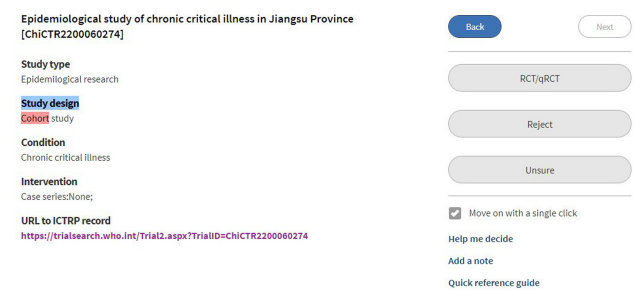 Epidemiological study of chronic critical illness in Jiangsu Province
[ChiCTR2200060274]
Study type
Epidemilogical research
Study design
Cohort study
Condition
Chronic critical illness
Intervention
Case series:None;
URL to ICTRP record
https://trialsearch.who.int/Trial2.aspx?TrialID=ChiCTR2200060274
Back
Next
RCT/qRCT
Reject
Unsure
Move on with a single click
Help me decide
Add a note
Quick reference guide